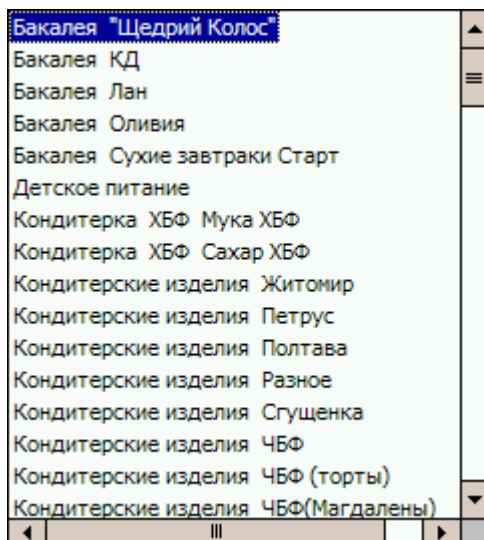 Бакалея "Щедрий Колос"
Бакалея КД
Бакалея Лан
Бакалея Оливия
Бакалея Сухие завтраки Старт
Детское питание
Кондитерка ХБФ Мука ХБФ
Кондитерка ХБФ Сахар ХБФ
Кондитерские изделия Житомир
Кондитерские изделия Петрус
Кондитерские изделия Полтава
Кондитерские изделия Разное
Кондитерские изделия Сгущенка
Кондитерские изделия ЧБФ
Кондитерские изделия ЧБФ (торты)
Кондитерские изделия ЧБФ(Магдалены)